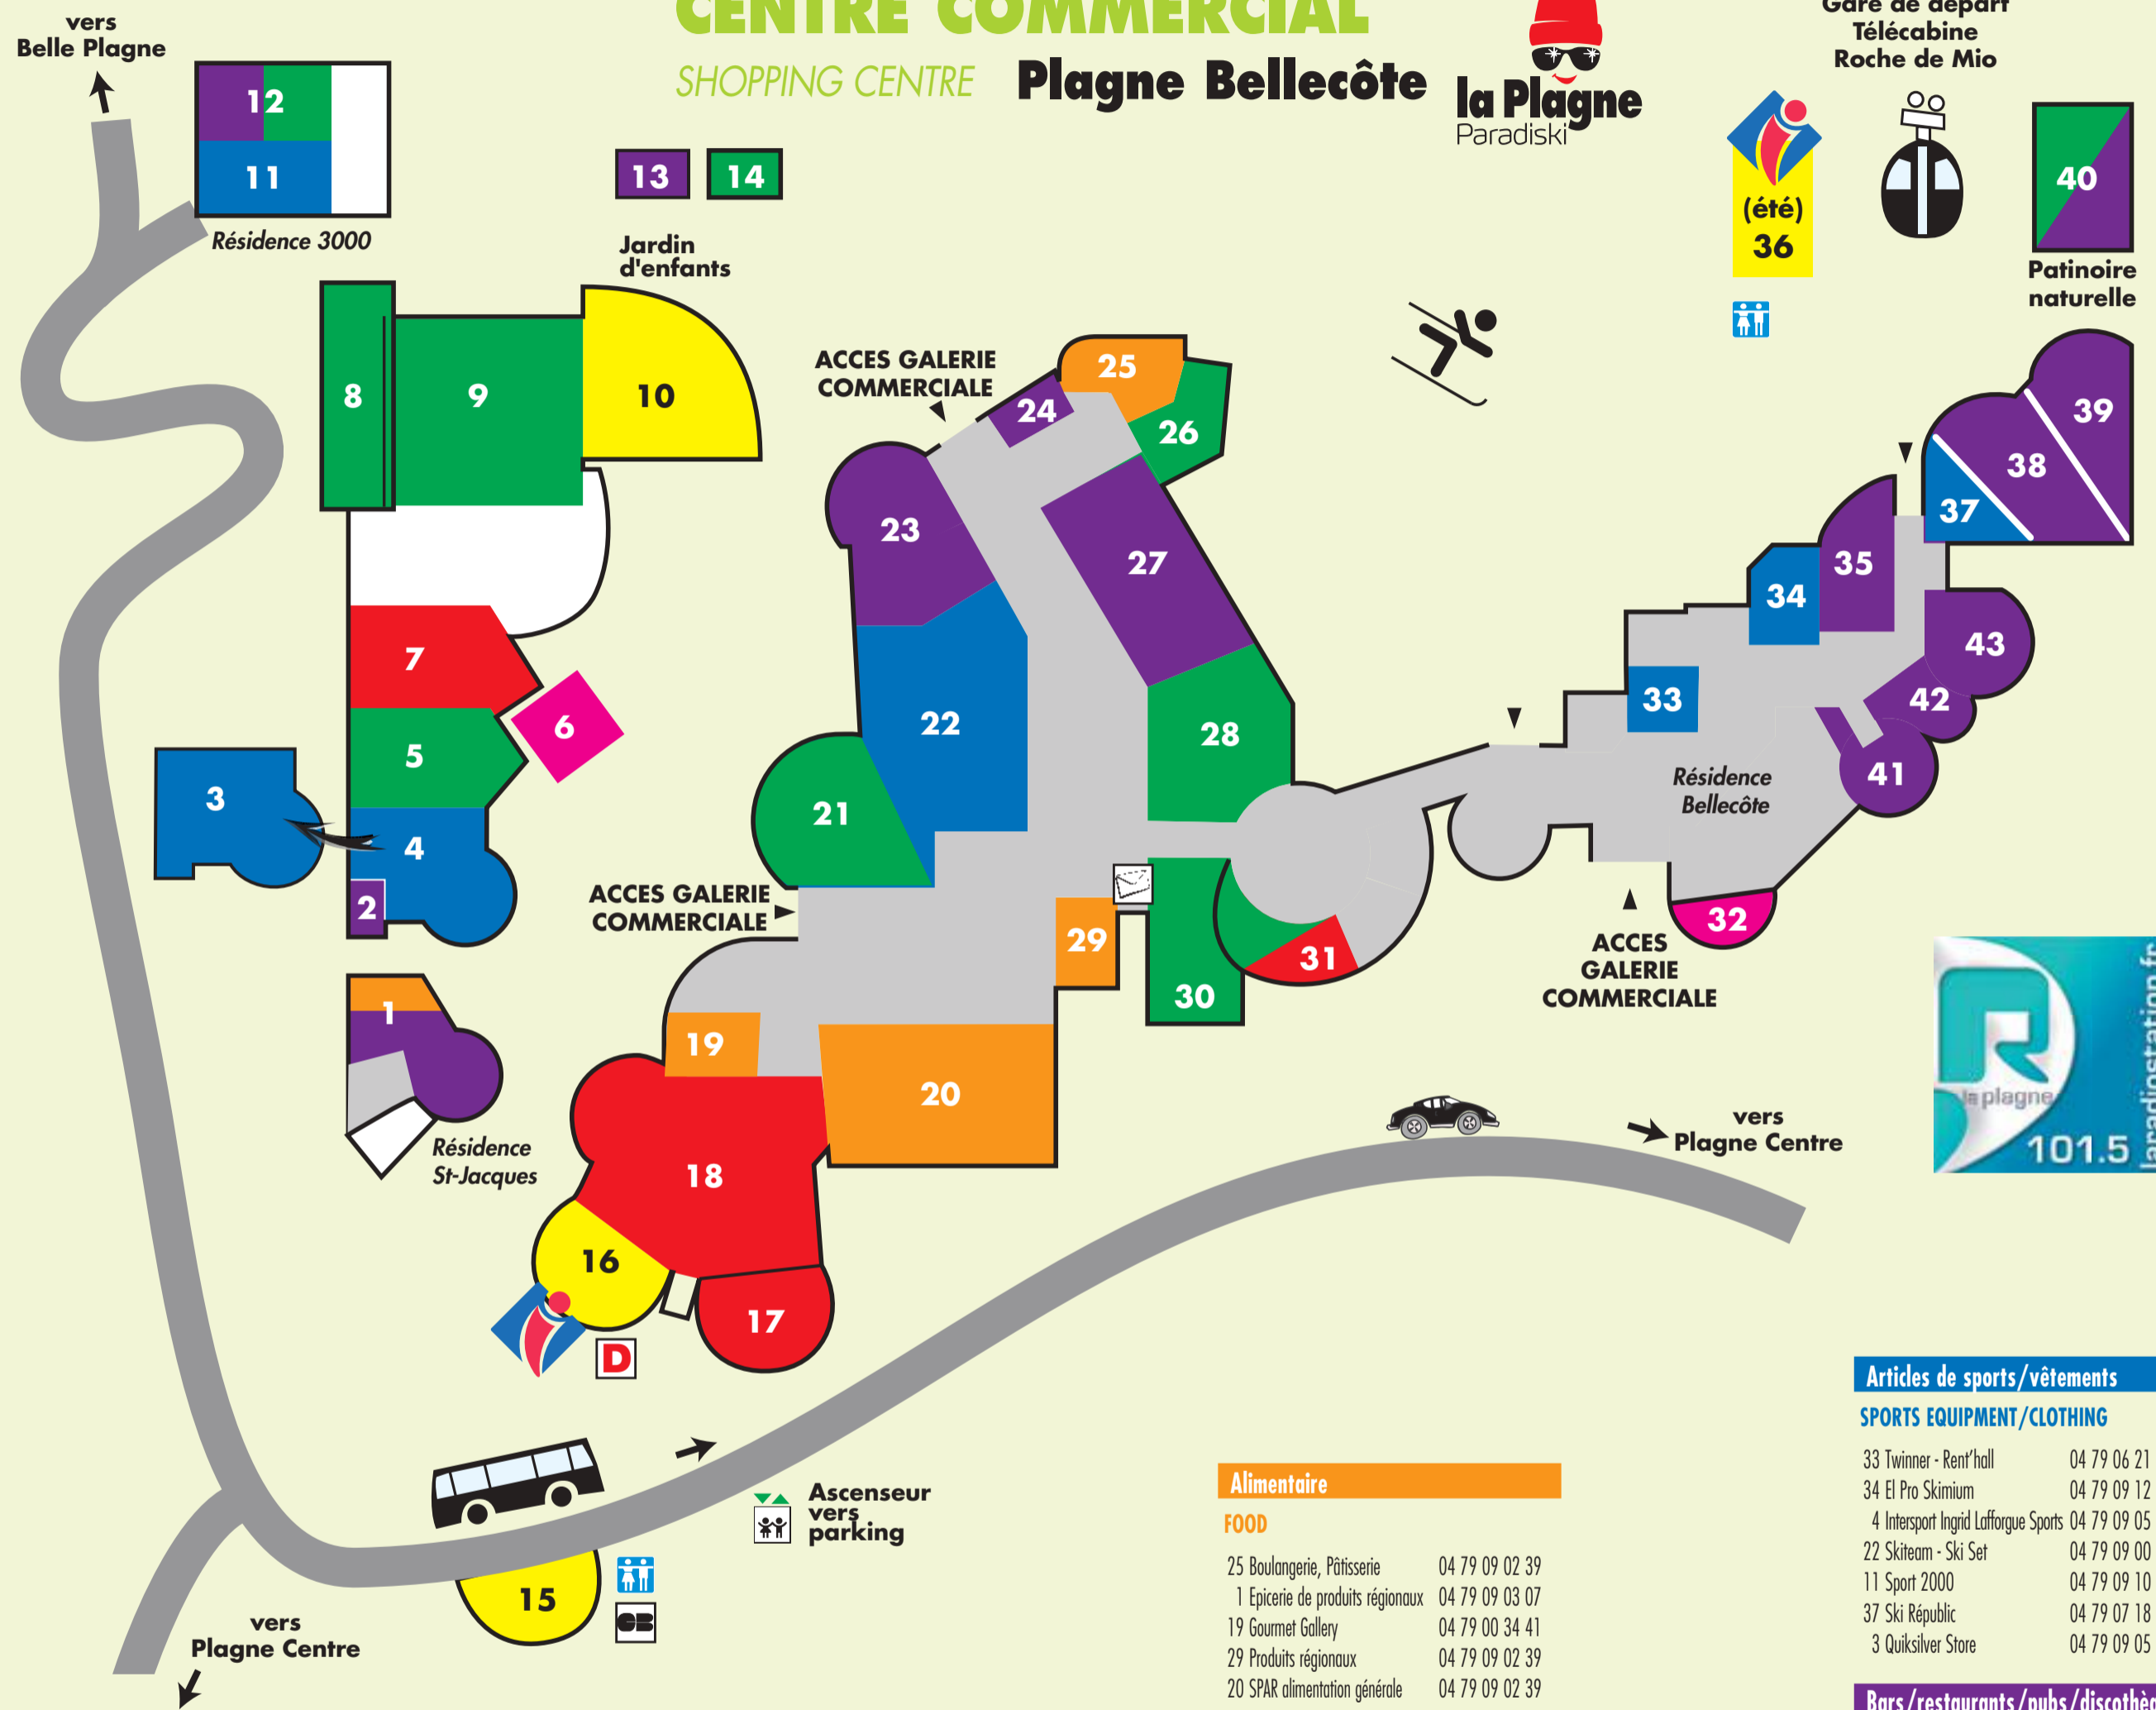 CENTRE COMMERCIAL
SHOPPING CENTRE
Plagne Bellecôte
la Plagne
Paradiski
Gare de départ
Télécabine
Roche de Mio
vers
Belle Plagne
12
11
Résidence 3000
13
14
Jardin
d'enfants
(été)
36
40
Patinoire
naturelle
8
9
10
ACCES GALERIE
COMMERCIALE
25
24
26
23
27
39
38
37
35
34
43
42
33
41
Résidence
Bellecôte
7
6
5
3
4
2
22
28
21
ACCES GALERIE
COMMERCIALE
29
30
31
32
ACCES
GALERIE
COMMERCIALE
1
Résidence
St-Jacques
19
20
18
16
17
D
R
la plagne
101.5
laradiostation.fr
vers
Plagne Centre
Ascenseur
vers
parking
15
CB
vers
Plagne Centre
Alimentaire
FOOD
25 Boulangerie, Pâtisserie 04 79 09 02 39
1 Epicerie de produits régionaux 04 79 09 03 07
19 Gourmet Gallery 04 79 00 34 41
29 Produits régionaux 04 79 09 02 39
20 SPAR alimentation générale 04 79 09 02 39
Articles de sports/vêtements
SPORTS EQUIPMENT/CLOTHING
33 Twinner - Rent'hall 04 79 06 21
34 El Pro Skimium 04 79 09 12
4 Intersport Ingrid Lafforgue Sports 04 79 09 05
22 Skiteam - Ski Set 04 79 09 00
11 Sport 2000 04 79 09 10
37 Ski Républic 04 79 07 18
3 Quiksilver Store 04 79 09 05
Bars/restaurants/pubs/discothè